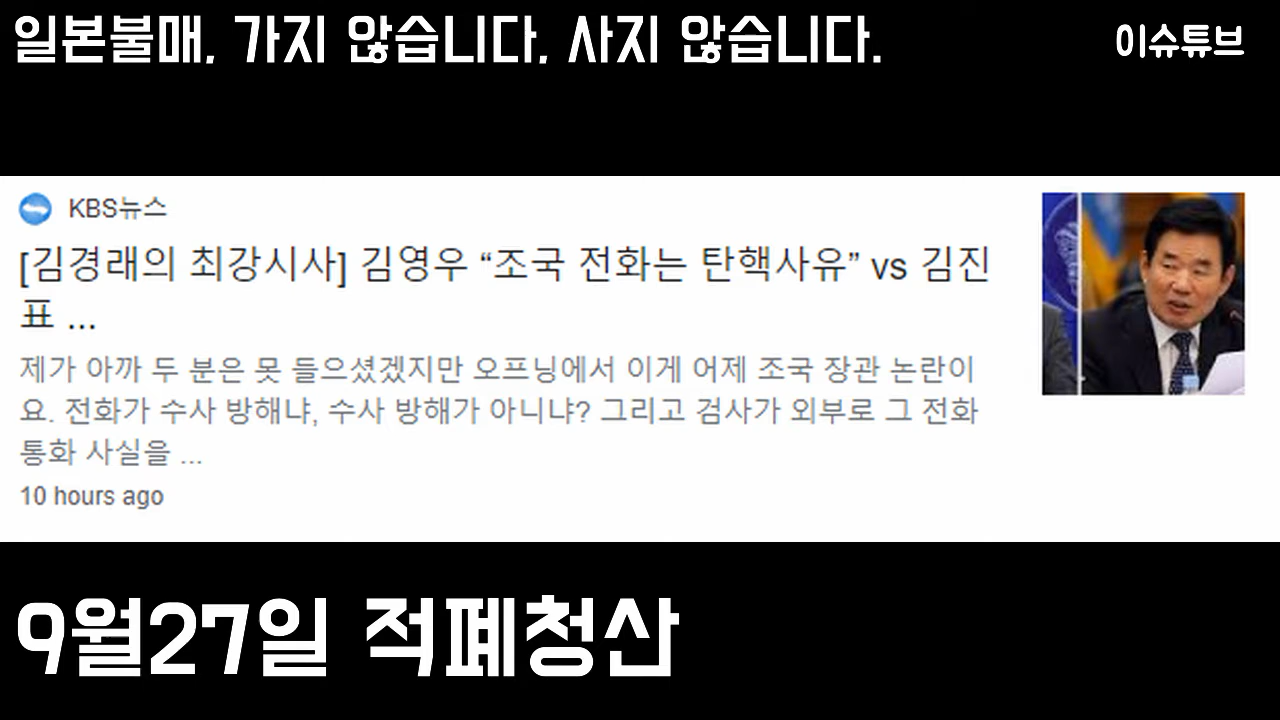 일본불매, 가지 않습니다, 사지 않습니다.
이슈튜브
KBS뉴스
[김경래의 최강시사] 김영우 “조국 전화는 탄핵사유” vs 김진
표 ...
제가 아까 두 분은 못 들으셨겠지만 오프닝에서 이게 어제 조국 장관 논란이
요. 전화가 수사 방해냐, 수사 방해가 아니냐? 그리고 검사가 외부로 그 전화
통화 사실을 ...
10 hours ago
9월27일 적폐청산